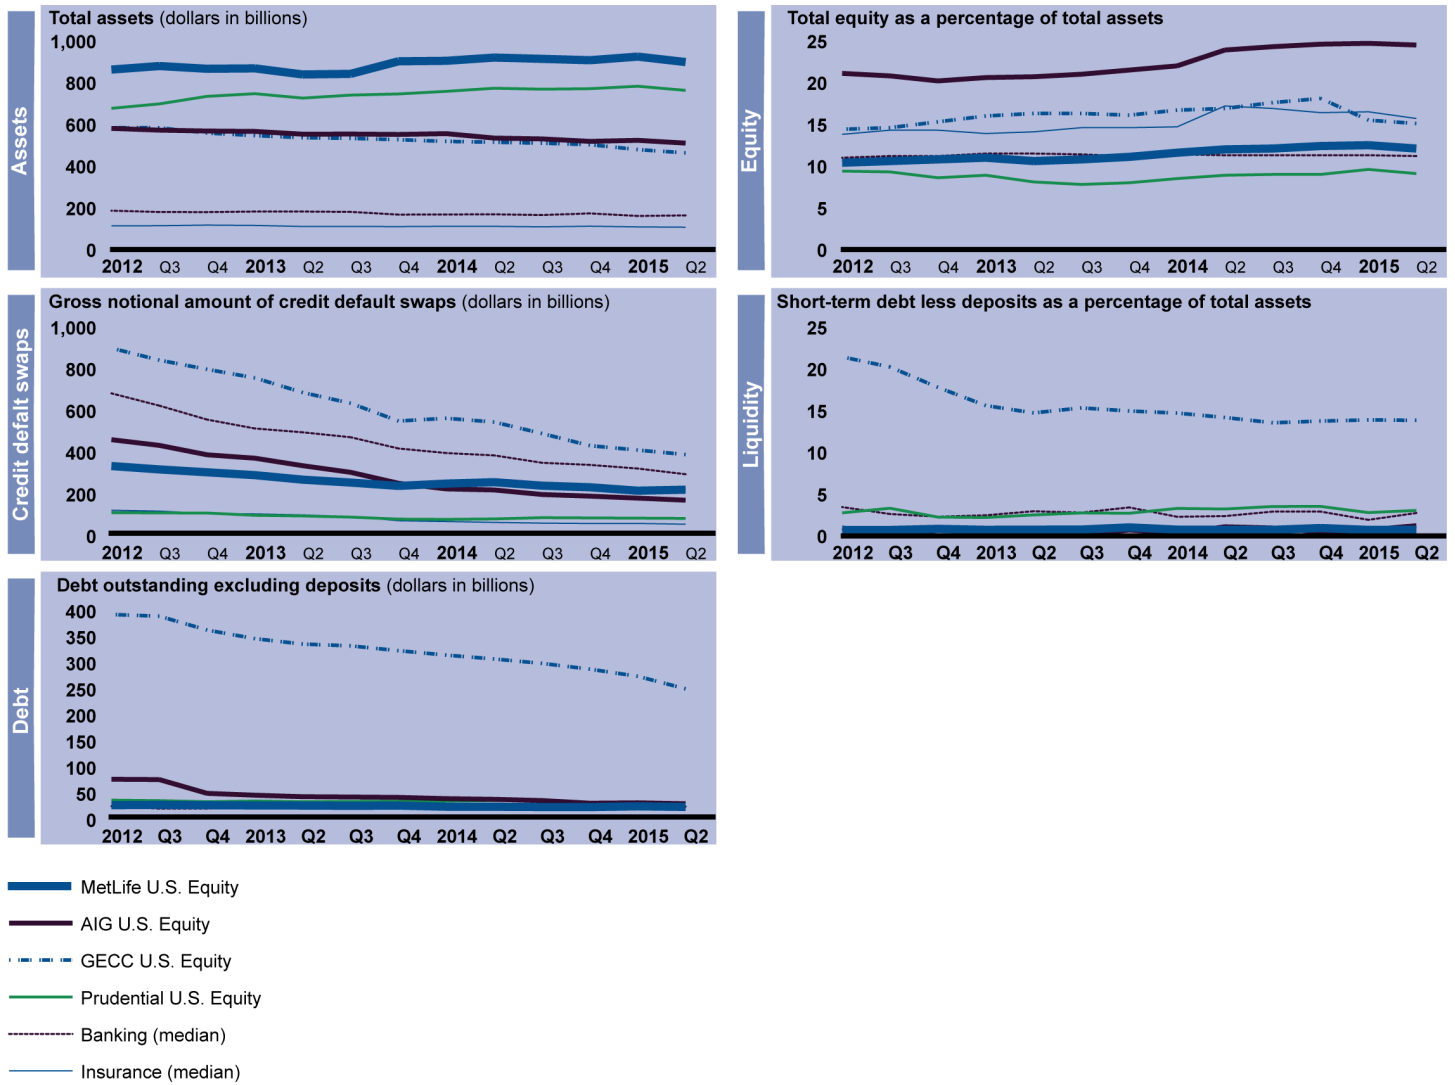 Assets
Total assets (dollars in billions)
1,000
800
600
400
200
0
2012 Q3 Q4 2013 Q2 Q3 Q4 2014 Q2 Q3 Q4 2015 Q2
Equity
Total equity as a percentage of total assets
25
20
15
10
5
0
2012 Q3 Q4 2013 Q2 Q3 Q4 2014 Q2 Q3 Q4 2015 Q2
Credit defalt swaps
Gross notional amount of credit default swaps (dollars in billions)
1,000
800
600
400
200
0
2012 Q3 Q4 2013 Q2 Q3 Q4 2014 Q2 Q3 Q4 2015 Q2
Liquidity
Short-term debt less deposits as a percentage of total assets
25
20
15
10
5
0
2012 Q3 Q4 2013 Q2 Q3 Q4 2014 Q2 Q3 Q4 2015 Q2
Debt
Debt outstanding excluding deposits (dollars in billions)
400
350
300
250
200
150
100
50
0
2012 Q3 Q4 2013 Q2 Q3 Q4 2014 Q2 Q3 Q4 2015 Q2
MetLife U.S. Equity
AIG U.S. Equity
GECC U.S. Equity
Prudential U.S. Equity
Banking (median)
Insurance (median)